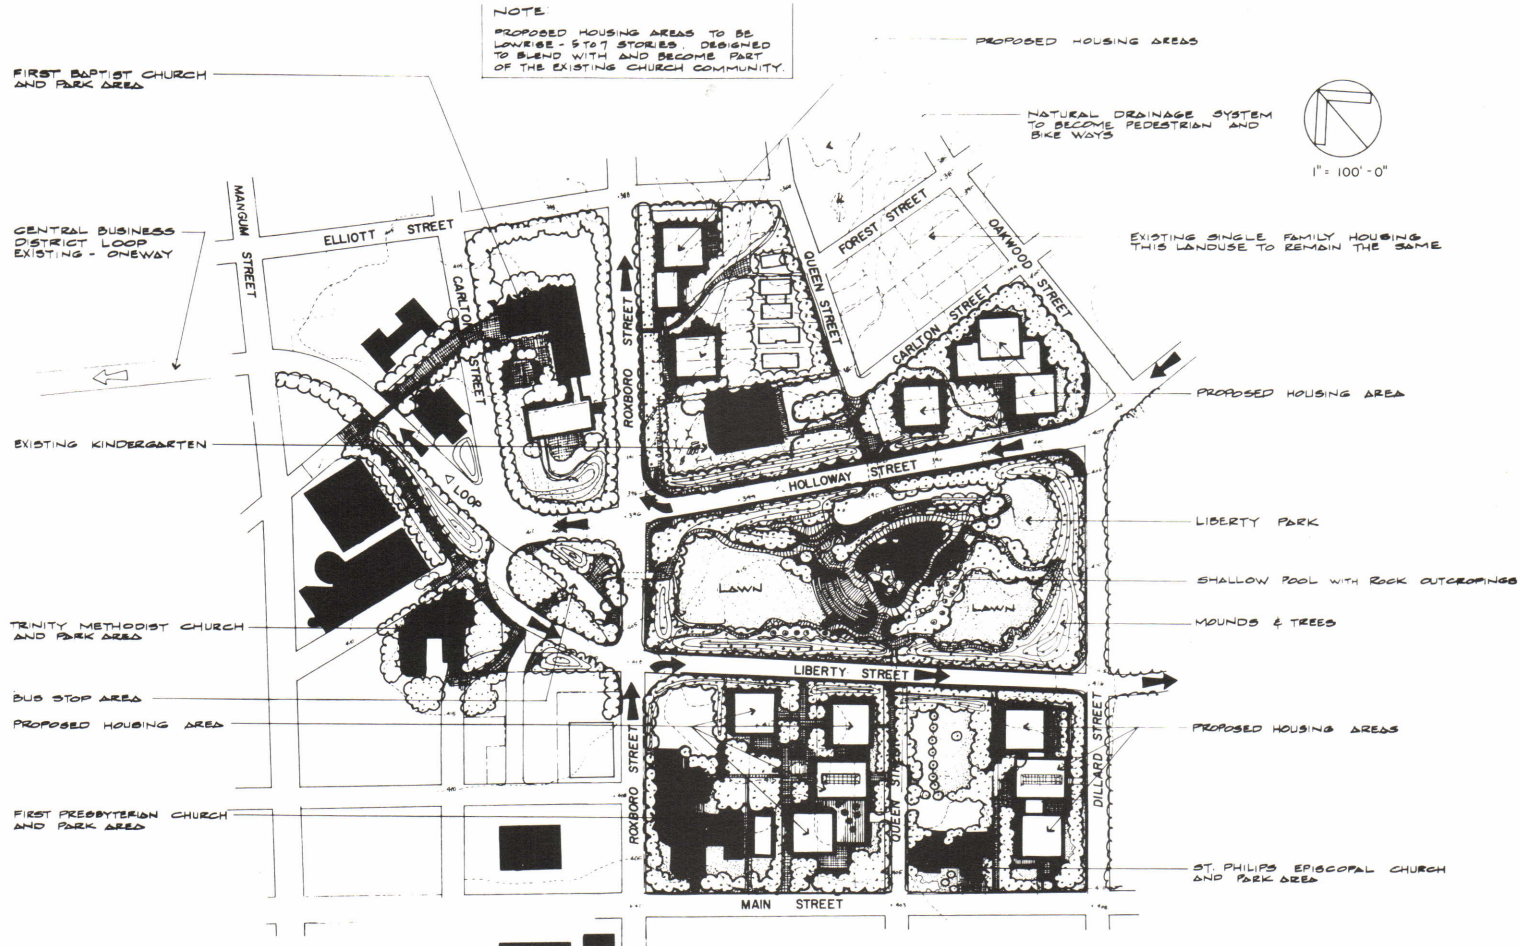 NOTE:
PROPOSED HOUSING AREAS TO BE
LOWRISE - 5 TO 7 STORIES. DESIGNED
TO BLEND WITH AND BECOME PART
OF THE EXISTING CHURCH COMMUNITY.
PROPOSED HOUSING AREAS
FIRST BAPTIST CHURCH
AND PARK AREA
NATURAL DRAINAGE SYSTEM
TO BECOME PEDESTRIAN AND
BIKE WAYS
1" = 100'-0"
CENTRAL BUSINESS
DISTRICT LOOP
EXISTING - ONEWAY
EXISTING SINGLE FAMILY HOUSING
THIS LANDUSE TO REMAIN THE SAME
MANGUM STREET
ELLIOTT STREET
CARLTON STREET
ROXBORO STREET
QUEEN STREET
FOREST STREET
OAKWOOD STREET
CARLTON STREET
PROPOSED HOUSING AREA
EXISTING KINDERGARTEN
LOOP
HOLLOWAY STREET
LIBERTY PARK
SHALLOW POOL WITH ROCK OUTCROPINGS
LAWN
LAWN
MOUNDS & TREES
TRINITY METHODIST CHURCH
AND PARK AREA
LIBERTY STREET
BUS STOP AREA
PROPOSED HOUSING AREA
PROPOSED HOUSING AREAS
ROXBORO STREET
QUEEN STREET
DILLARD STREET
FIRST PRESBYTERIAN CHURCH
AND PARK AREA
ST. PHILIPS EPISCOPAL CHURCH
AND PARK AREA
MAIN STREET